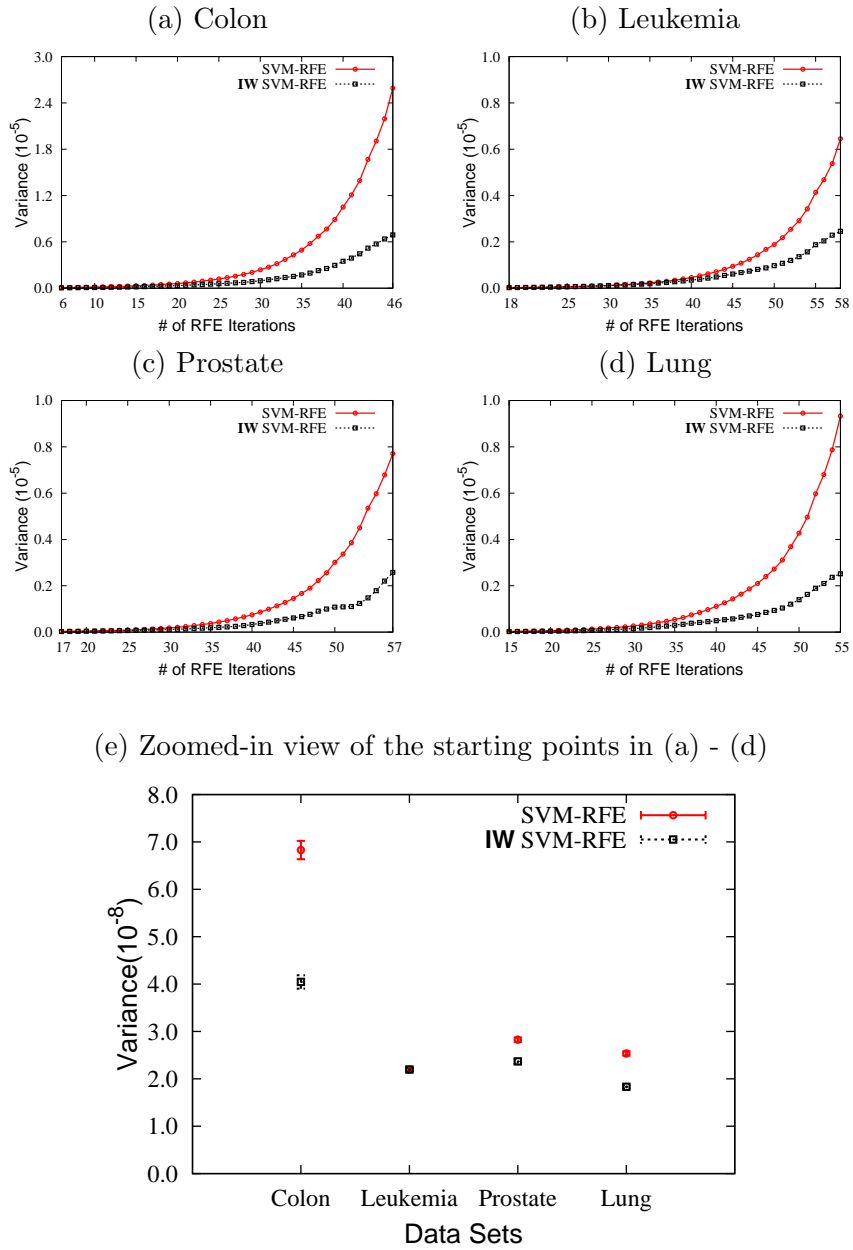 (a) Colon
3.0
2.4
1.8
1.2
0.6
0.0
Variance (10-5)
SVM-RFE
IW SVM-RFE
6 10 15 20 25 30 35 40 46
# of RFE Iterations
(b) Leukemia
1.0
0.8
0.6
0.4
0.2
0.0
Variance (10-5)
SVM-RFE
IW SVM-RFE
18 25 30 35 40 45 50 55 58
# of RFE Iterations
(c) Prostate
1.0
0.8
0.6
0.4
0.2
0.0
Variance (10-5)
SVM-RFE
IW SVM-RFE
17 20 25 30 35 40 45 50 57
# of RFE Iterations
(d) Lung
1.0
0.8
0.6
0.4
0.2
0.0
Variance (10-5)
SVM-RFE
IW SVM-RFE
15 20 25 30 35 40 45 50 55
# of RFE Iterations
(e) Zoomed-in view of the starting points in (a) - (d)
8.0
7.0
6.0
5.0
4.0
3.0
2.0
1.0
0.0
Variance(10-8)
SVM-RFE
IW SVM-RFE
Colon Leukemia Prostate Lung
Data Sets